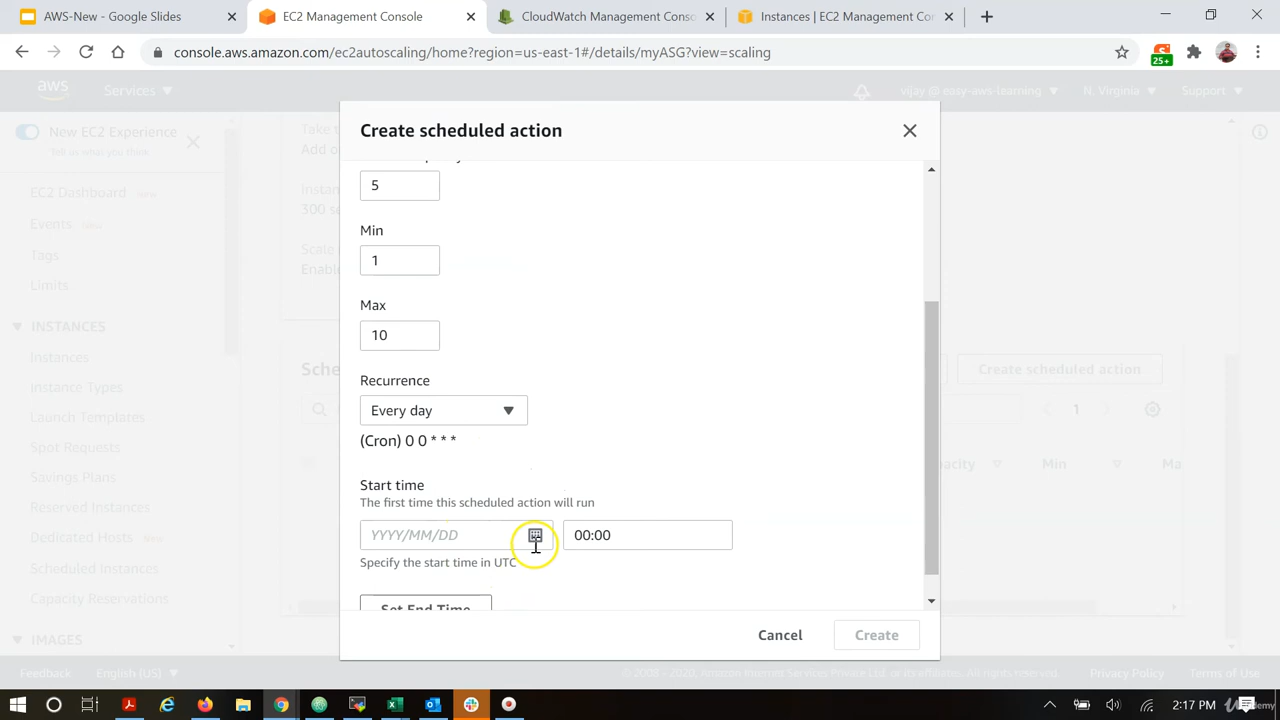 AWS-New - Google Slides
EC2 Management Console
CloudWatch Management Conso
Instances | EC2 Management Con
console.aws.amazon.com/ec2autoscaling/home?region=us-east-1#/details/myASG?view=scaling
25+
aws
Services
vijay @ easy-aws-learning
N. Virginia
Support
New EC2 Experience
Tell us what you think
EC2 Dashboard New
Events New
Tags
Limits
INSTANCES
Instances
Instance Types
Launch Templates
Spot Requests
Savings Plans
Reserved Instances
Dedicated Hosts New
Scheduled Instances
Capacity Reservations
IMAGES
Take t
Add o
Instan
300 se
Scale
Enable
Sche
Create scheduled action
1
acity
Min
Ma
Create scheduled action
5
Min
1
Max
10
Recurrence
Every day
(Cron) 0 0 * * *
Start time
The first time this scheduled action will run
YYYY/MM/DD
00:00
Specify the start time in UTC
Set End Time
Cancel
Create
Feedback
English (US)
© 2008 - 2020, Amazon Internet Services Private Ltd. or its affiliates. All rights reserved.
Privacy Policy
Terms of Use
2:17 PM